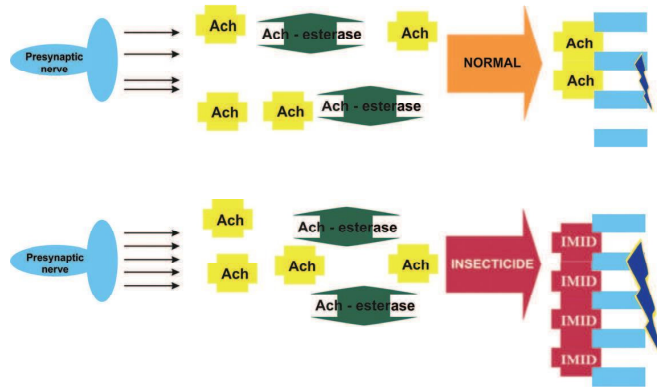 Ach
Ach
Ach - esterase
Presynaptic
nerve
NORMAL
Ach
Ach
Ach
Ach
Ach - esterase
Ach
Ach - esterase
IMID
Presynaptic
nerve
Ach
Ach
Ach
INSECTICIDE
IMID
Ach - esterase
IMID
IMID